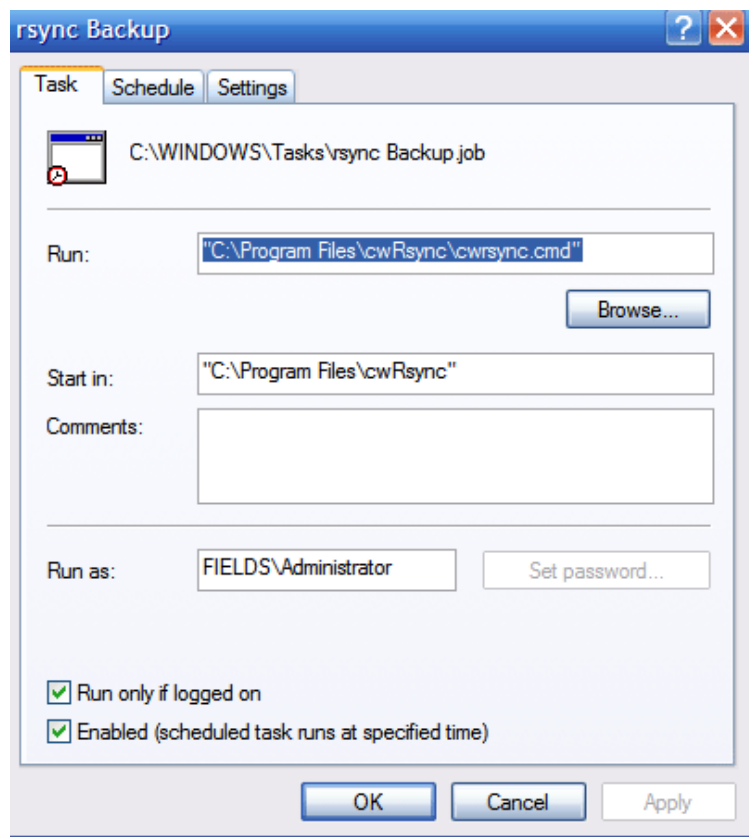 rsync Backup
?
Task Schedule Settings
C:\WINDOWS\Tasks\rsync Backup.job
Run: "C:\Program Files\cwRsync\cwrsync.cmd"
Browse...
Start in: "C:\Program Files\cwRsync"
Comments:
Run as: FIELDS\Administrator Set password...
Run only if logged on
Enabled (scheduled task runs at specified time)
OK Cancel Apply